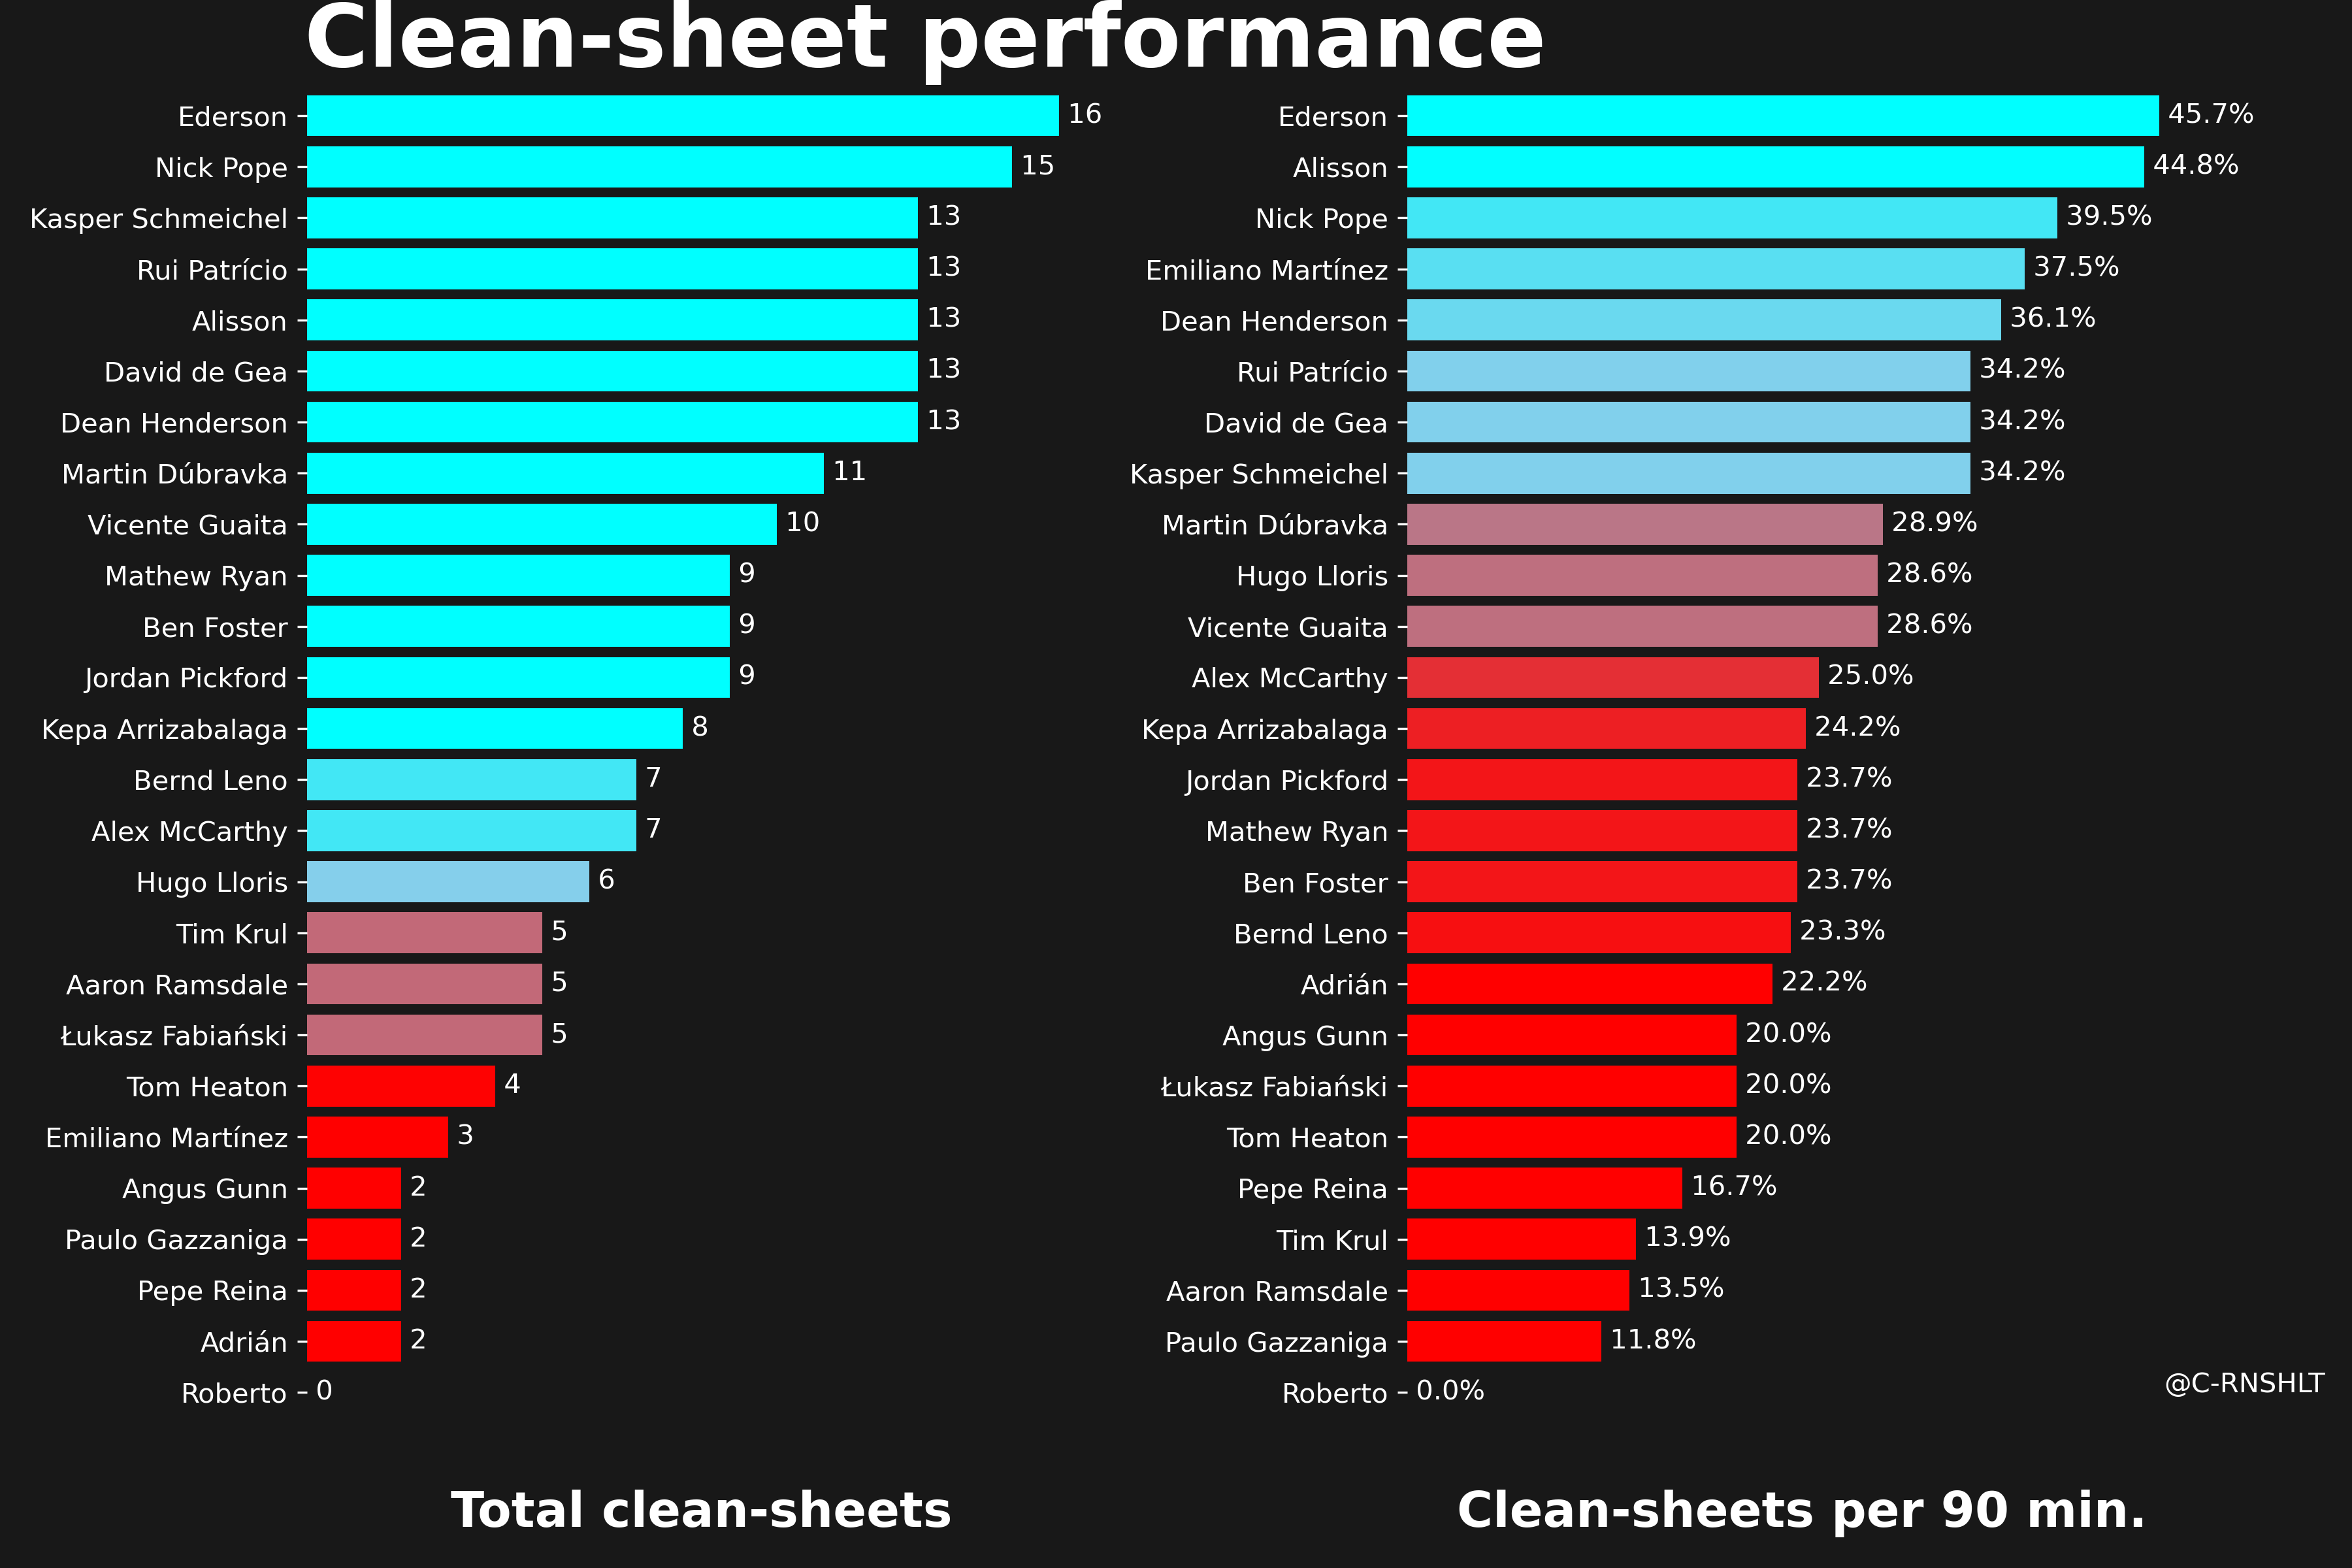 Clean-sheet performance
Ederson 16
Nick Pope 15
Kasper Schmeichel 13
Rui Patrício 13
Alisson 13
David de Gea 13
Dean Henderson 13
Martin Dúbravka 11
Vicente Guaita 10
Mathew Ryan 9
Ben Foster 9
Jordan Pickford 9
Kepa Arrizabalaga 8
Bernd Leno 7
Alex McCarthy 7
Hugo Lloris 6
Tim Krul 5
Aaron Ramsdale 5
Łukasz Fabiański 5
Tom Heaton 4
Emiliano Martínez 3
Angus Gunn 2
Paulo Gazzaniga 2
Pepe Reina 2
Adrián 2
Roberto 0
Total clean-sheets
Ederson 45.7%
Alisson 44.8%
Nick Pope 39.5%
Emiliano Martínez 37.5%
Dean Henderson 36.1%
Rui Patrício 34.2%
David de Gea 34.2%
Kasper Schmeichel 34.2%
Martin Dúbravka 28.9%
Hugo Lloris 28.6%
Vicente Guaita 28.6%
Alex McCarthy 25.0%
Kepa Arrizabalaga 24.2%
Jordan Pickford 23.7%
Mathew Ryan 23.7%
Ben Foster 23.7%
Bernd Leno 23.3%
Adrián 22.2%
Angus Gunn 20.0%
Łukasz Fabiański 20.0%
Tom Heaton 20.0%
Pepe Reina 16.7%
Tim Krul 13.9%
Aaron Ramsdale 13.5%
Paulo Gazzaniga 11.8%
Roberto 0.0%
@C-RNSHLT
Clean-sheets per 90 min.